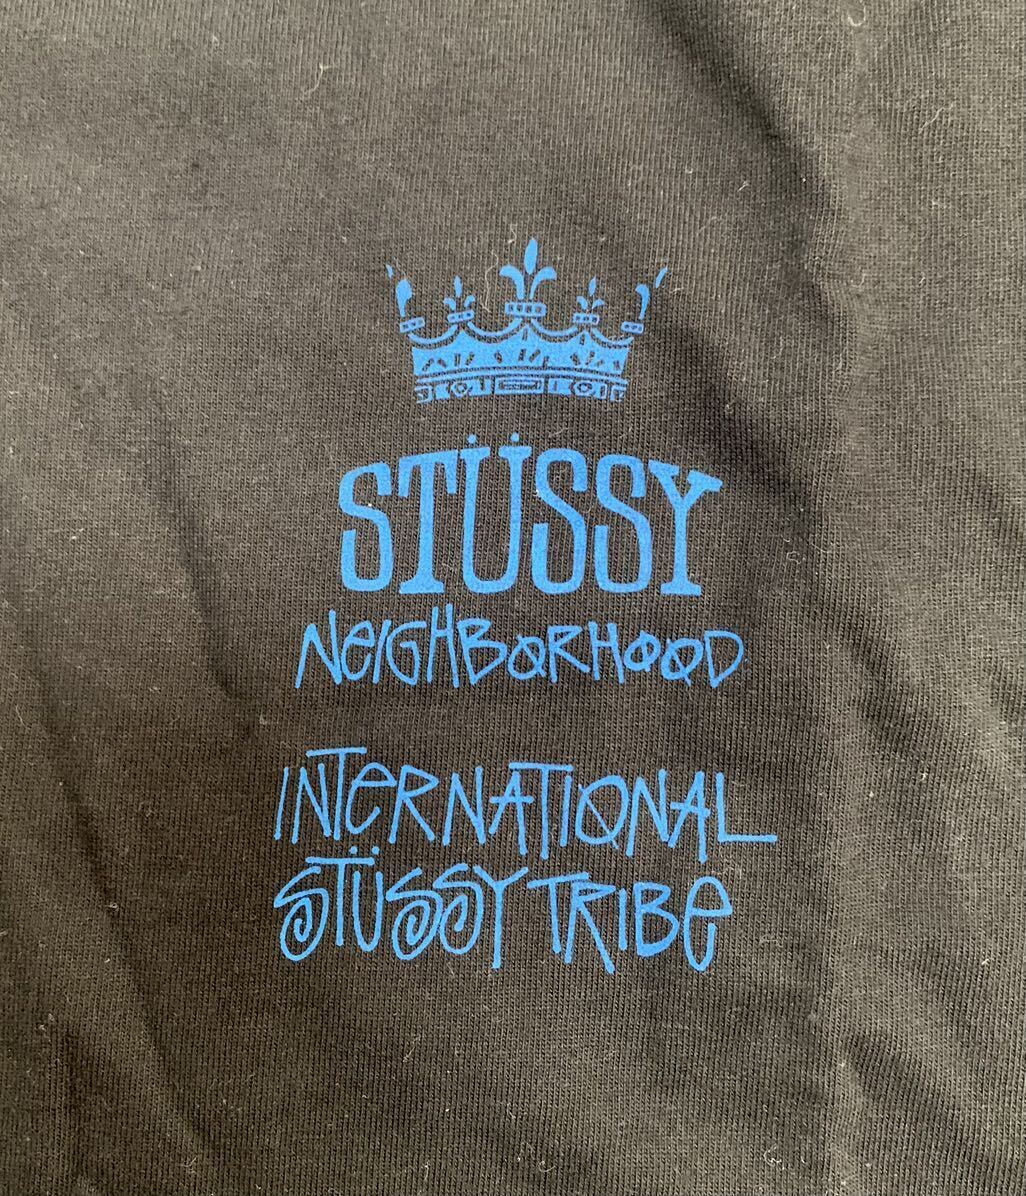 STÜSSY
NeIGHBORHOOD
INTeRNATIONAL
STÜSSY TRIBe